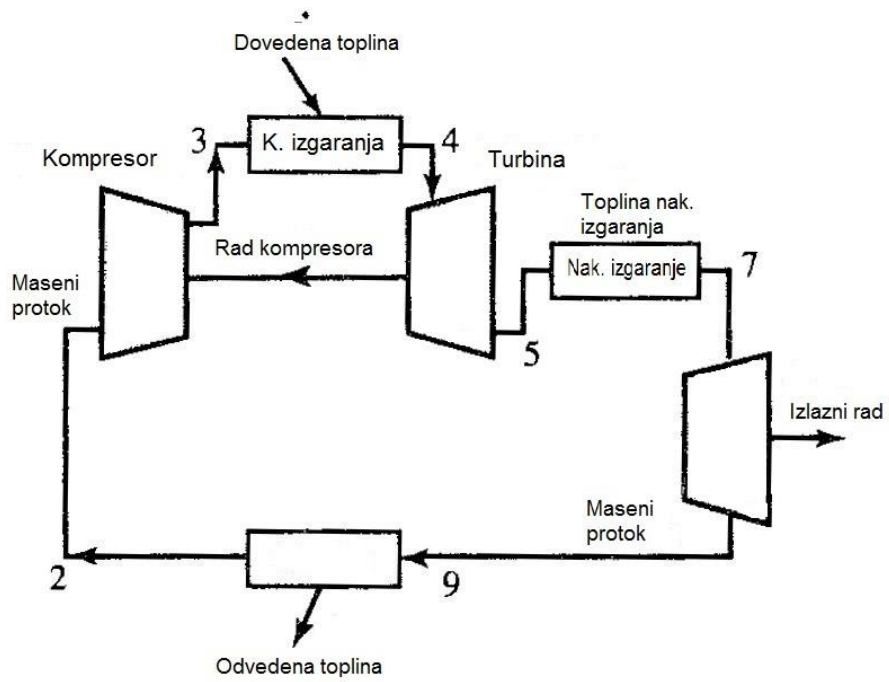 Dovedena toplina
3
K. izgaranja
4
Kompresor
Turbina
Toplina nak.
izgaranja
Rad kompresora
Nak. izgaranje
7
Maseni
protok
5
Izlazni rad
Maseni
protok
2
9
Odvedena toplina